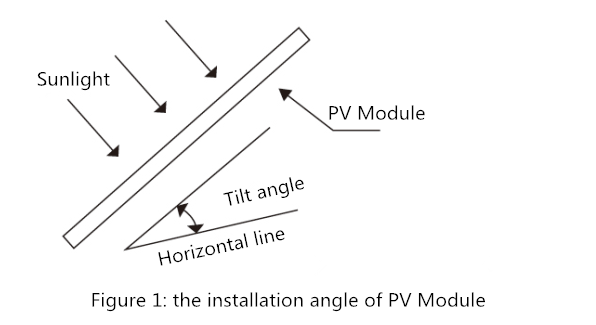 Sunlight
PV Module
Tilt angle
Horizontal line
Figure 1: the installation angle of PV Module